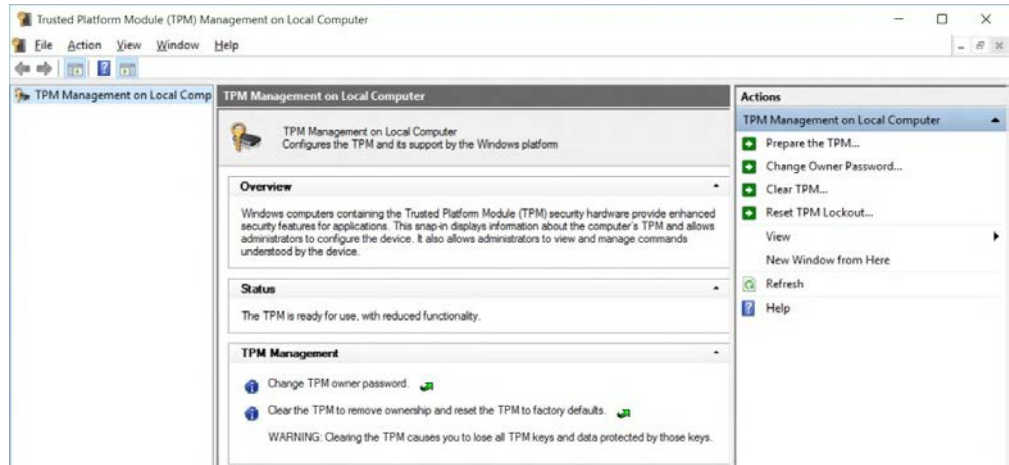 Trusted Platform Module (TPM) Management on Local Computer
File Action View Window Help
TPM Management on Local Comp
TPM Management on Local Computer
TPM Management on Local Computer
Configures the TPM and its support by the Windows platform
Overview
Windows computers containing the Trusted Platform Module (TPM) security hardware provide enhanced
security features for applications. This snap-in displays information about the computer's TPM and allows
administrators to configure the device. It also allows administrators to view and manage commands
understood by the device.
Status
The TPM is ready for use, with reduced functionality.
TPM Management
Change TPM owner password.
Clear the TPM to remove ownership and reset the TPM to factory defaults.
WARNING: Clearing the TPM causes you to lose all TPM keys and data protected by those keys.
Actions
TPM Management on Local Computer
Prepare the TPM...
Change Owner Password...
Clear TPM...
Reset TPM Lockout...
View
New Window from Here
Refresh
Help